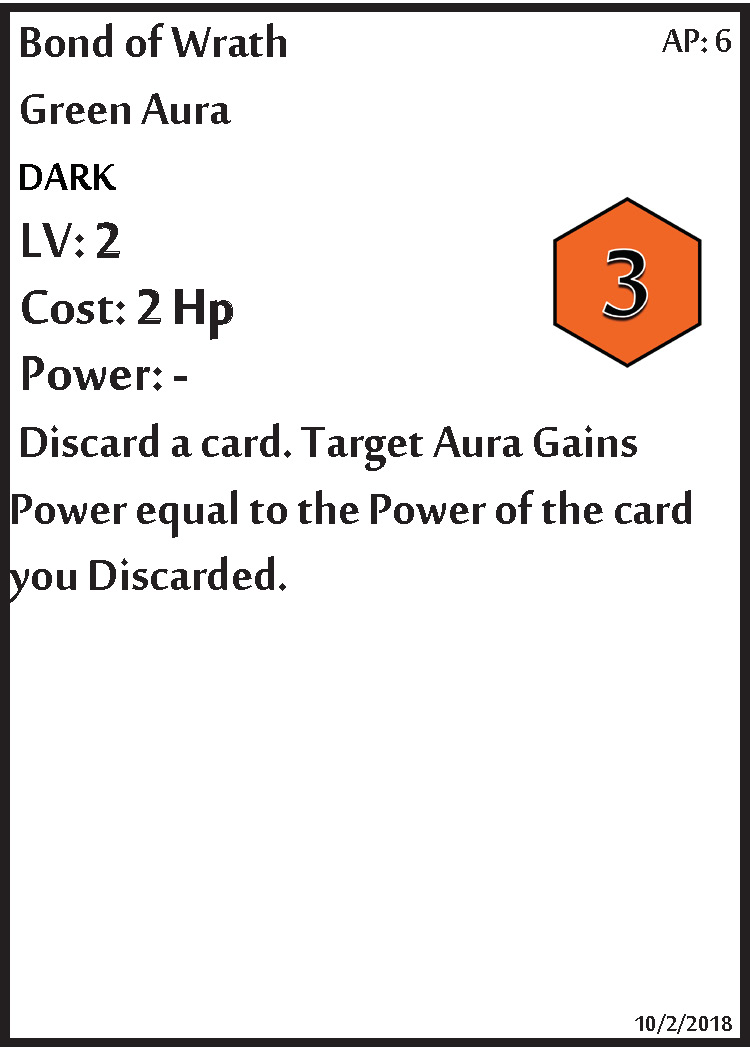 Bond of Wrath
AP: 6
Green Aura
DARK
LV: 2
3
Cost: 2 Hp
Power: -
Discard a card. Target Aura Gains
Power equal to the Power of the card
you Discarded.
10/2/2018